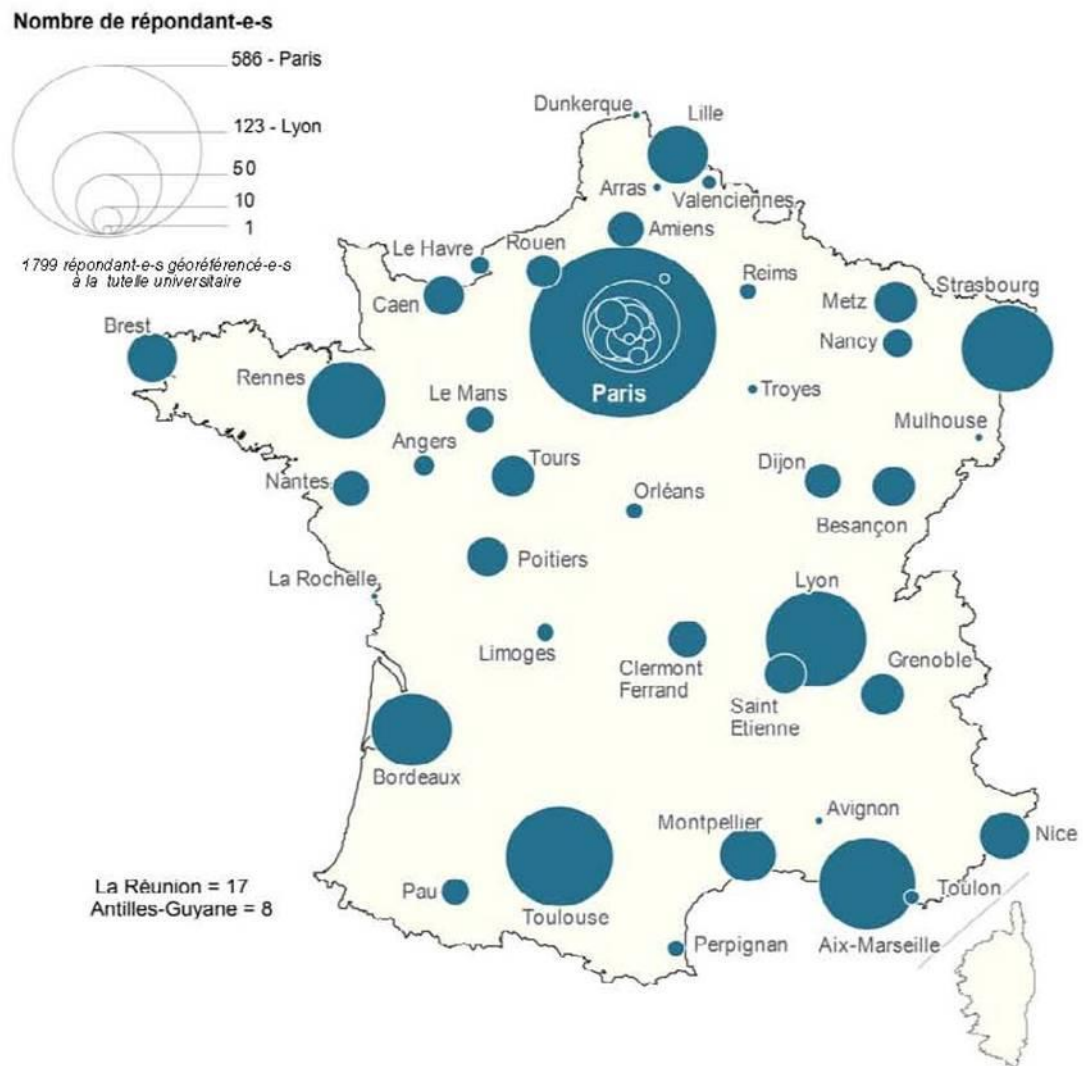 Nombre de répondant-e-s
586 - Paris
123 - Lyon
50
10
1
1799 répondant-e-s géoréférencé-e-s
à la tutelle universitaire
Dunkerque
Lille
Arras
Valenciennes
Amiens
Le Havre
Rouen
Caen
Reims
Metz
Strasbourg
Nancy
Brest
Rennes
Paris
Troyes
Le Mans
Mulhouse
Angers
Tours
Dijon
Nantes
Orléans
Besançon
Poitiers
La Rochelle
Lyon
Limoges
Clermont
Ferrand
Grenoble
Saint
Etienne
Bordeaux
Avignon
Montpellier
Nice
La Réunion = 17
Antilles-Guyane = 8
Pau
Toulouse
Toulon
Perpignan
Aix-Marseille